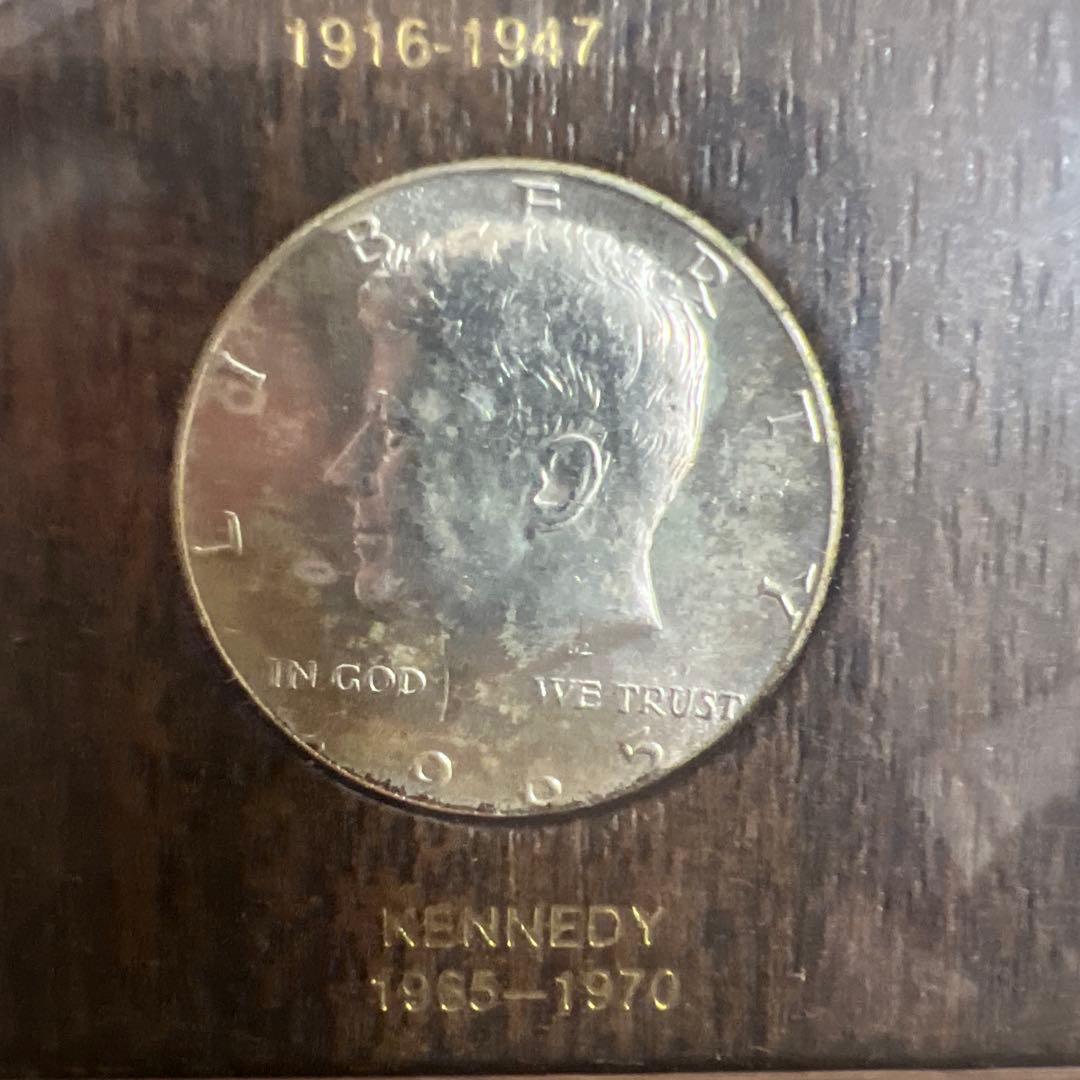 1916-1947
LIBERTY
IN GOD WE TRUST
KENNEDY
1965–1970